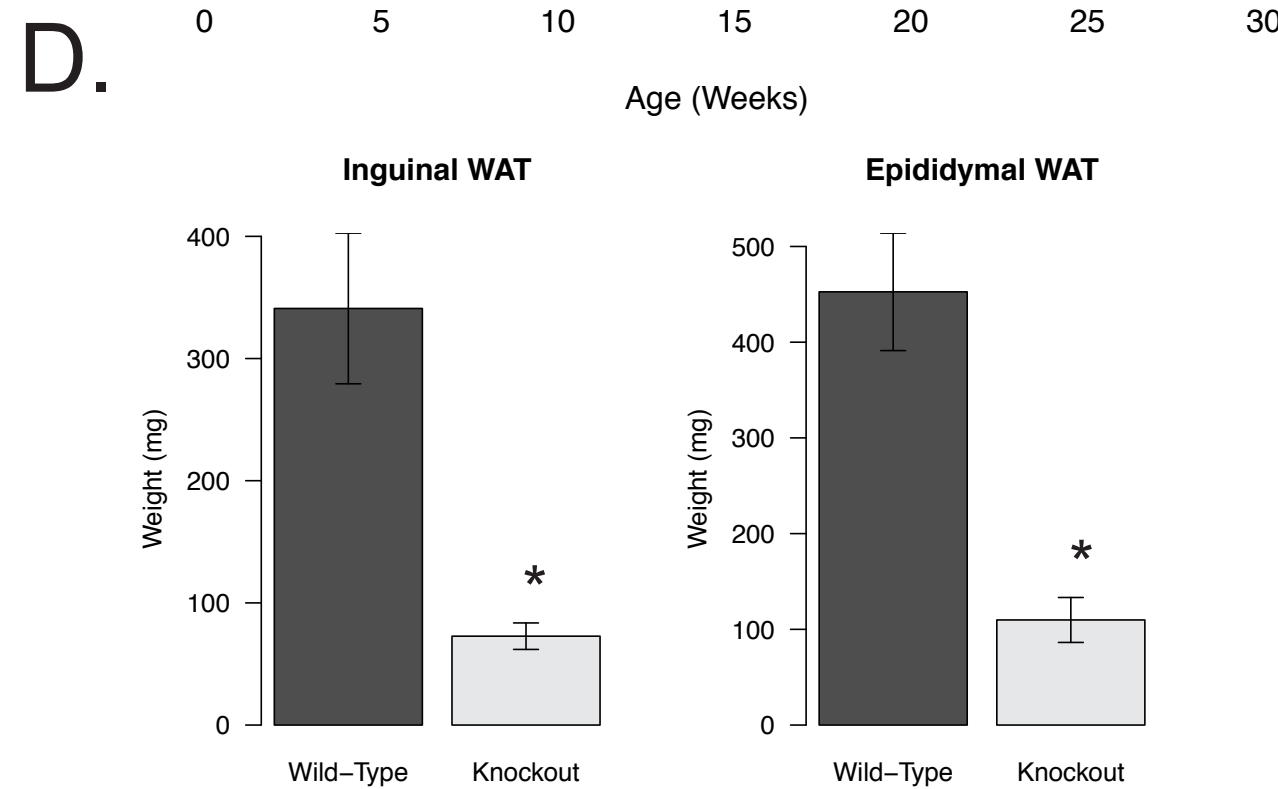 0 5 10 15 20 25 30
D.
Age (Weeks)
Inguinal WAT
Epididymal WAT
400
300
200
100
0
Weight (mg)
*
Wild–Type Knockout
500
400
300
200
100
0
Weight (mg)
*
Wild–Type Knockout